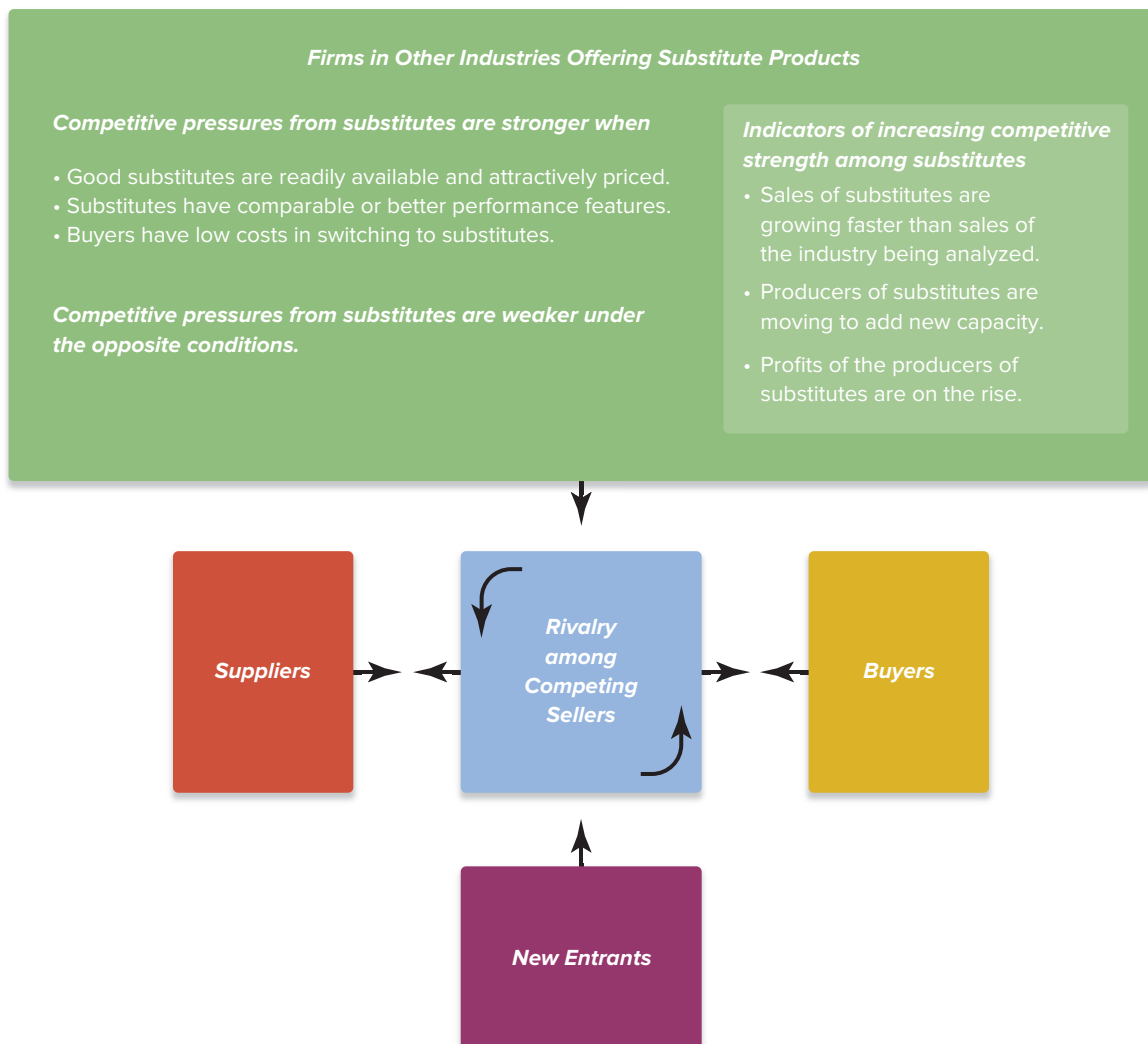 Firms in Other Industries Offering Substitute Products
Competitive pressures from substitutes are stronger when
• Good substitutes are readily available and attractively priced.
• Substitutes have comparable or better performance features.
• Buyers have low costs in switching to substitutes.
Competitive pressures from substitutes are weaker under
the opposite conditions.
Indicators of increasing competitive
strength among substitutes
• Sales of substitutes are
growing faster than sales of
the industry being analyzed.
• Producers of substitutes are
moving to add new capacity.
• Profits of the producers of
substitutes are on the rise.
Suppliers
Rivalry
among
Competing
Sellers
Buyers
New Entrants